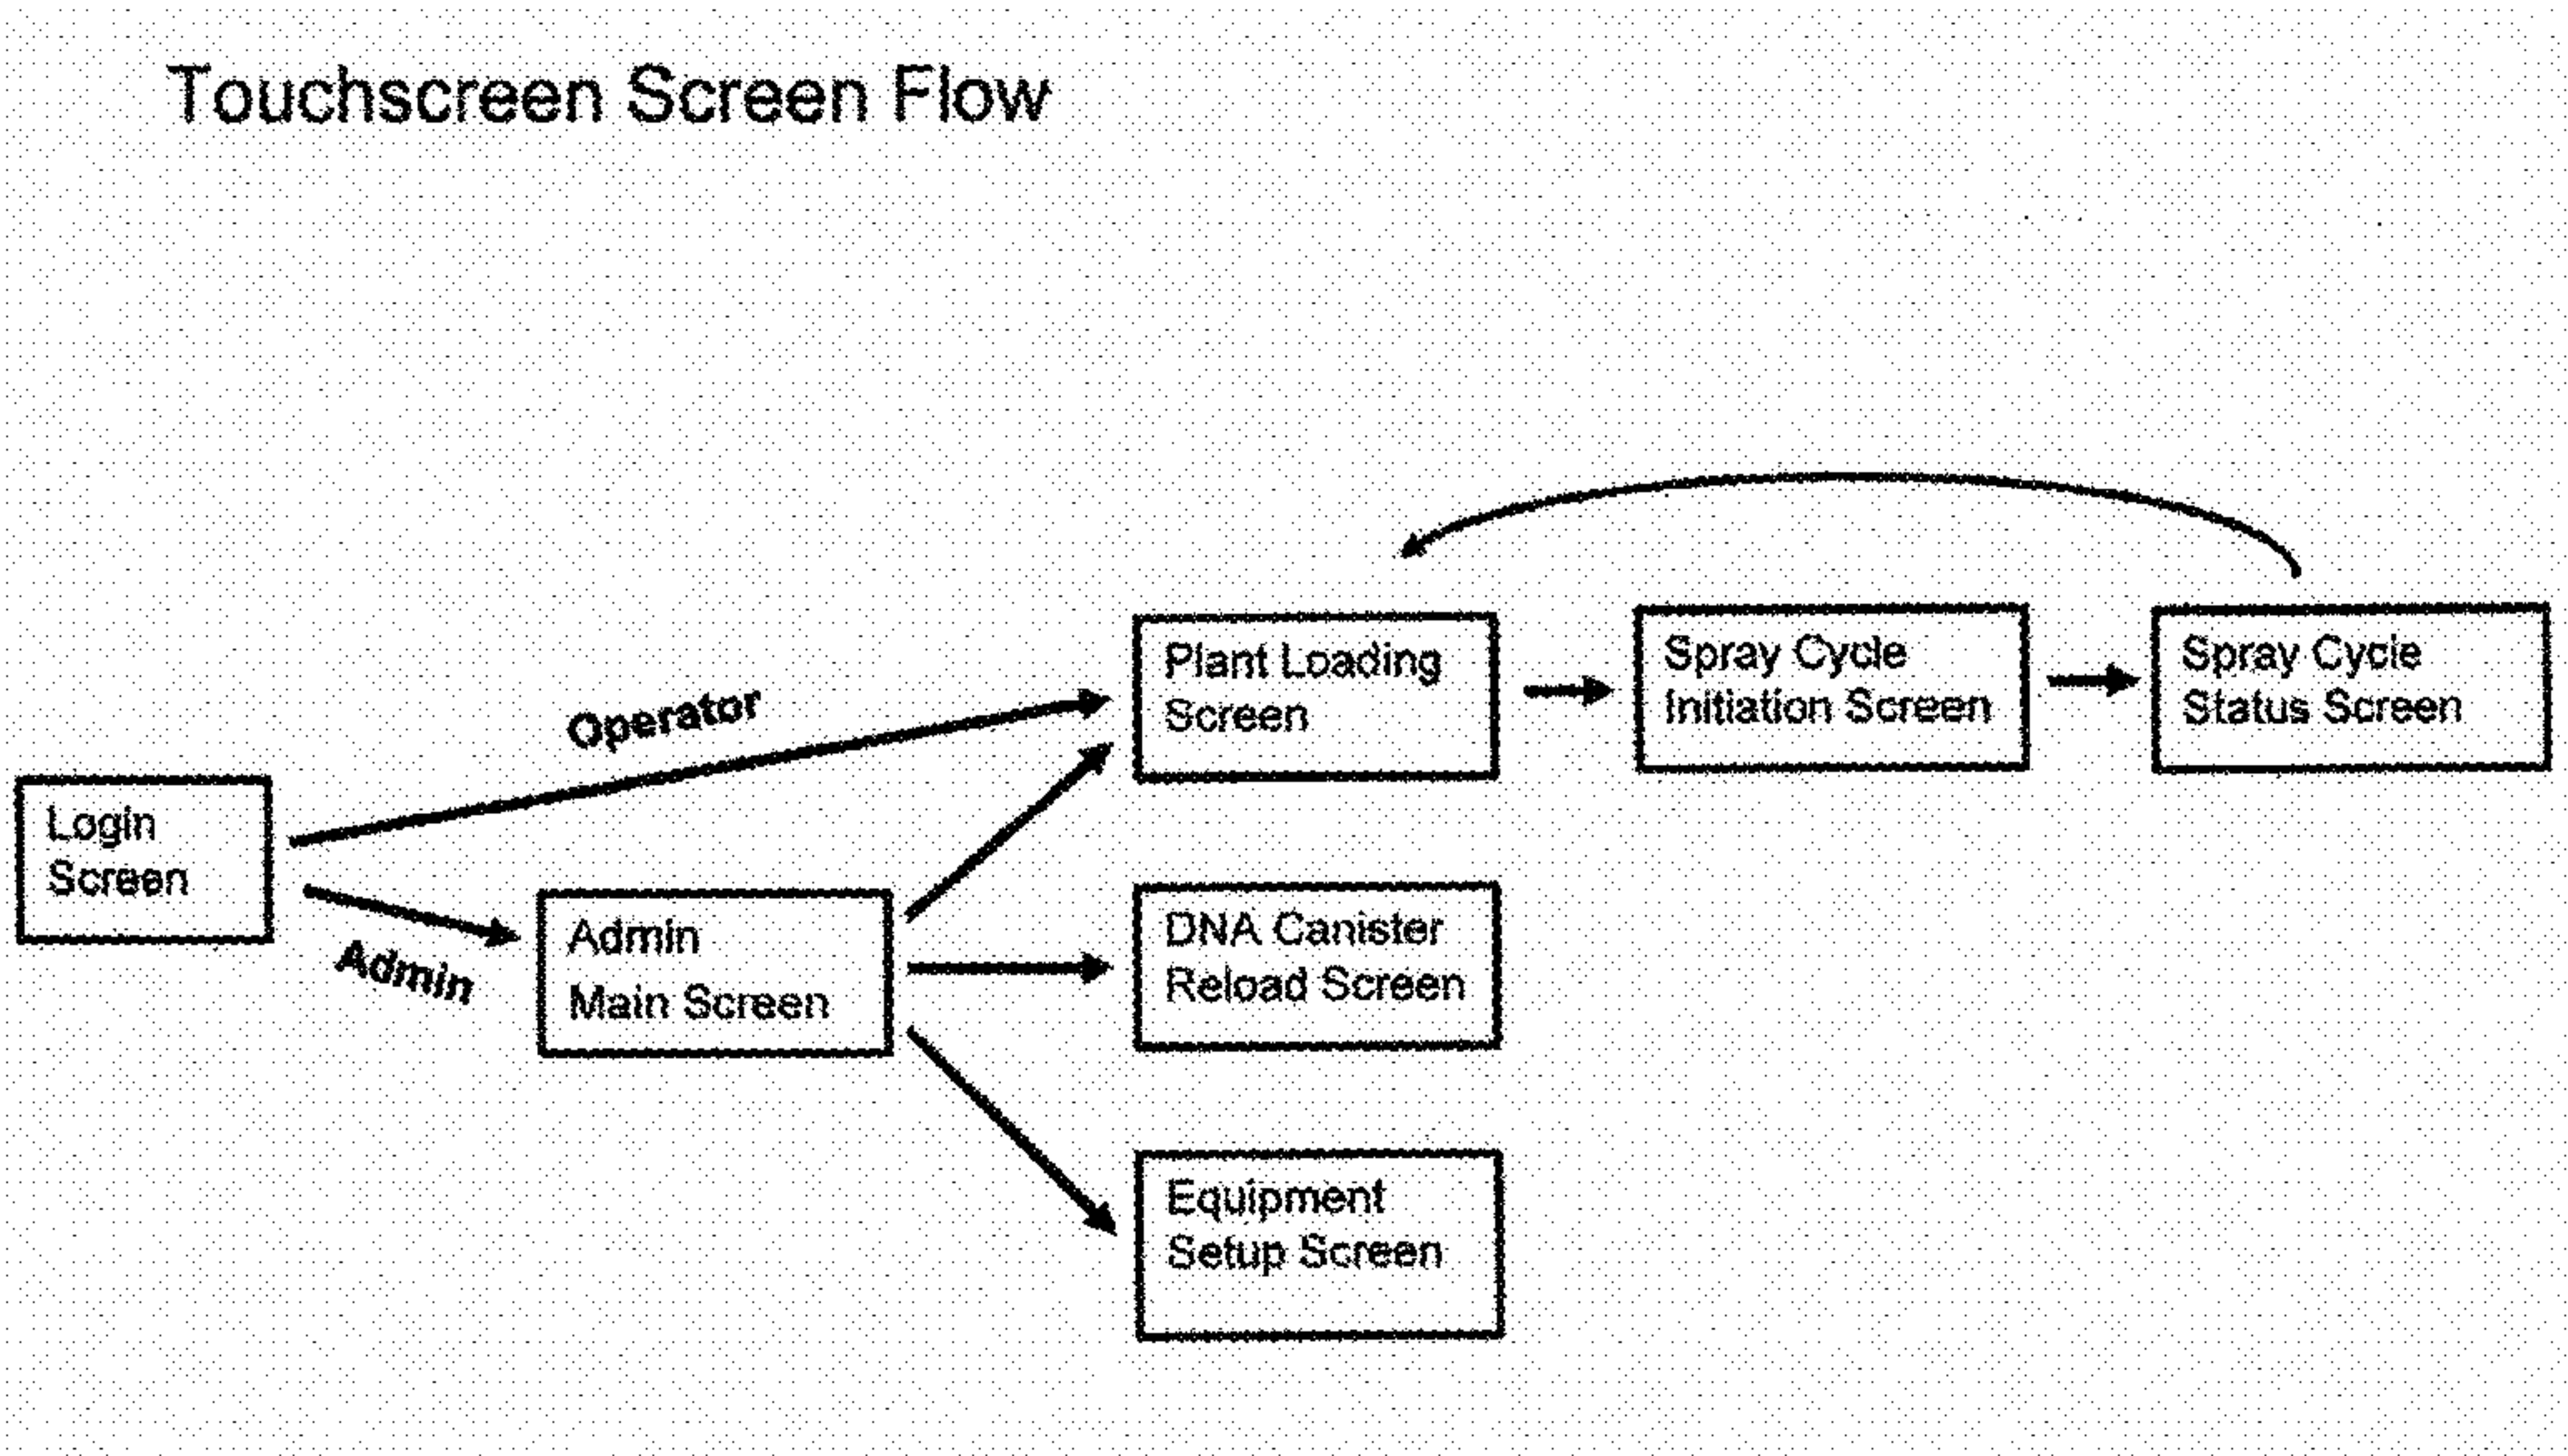 Touchscreen Screen Flow
Operator
Admin
Login
Screen
Admin
Main Screen
Plant Loading
Screen
Spray Cycle
Initiation Screen
Spray Cycle
Status Screen
DNA Canister
Reload Screen
Equipment
Setup Screen